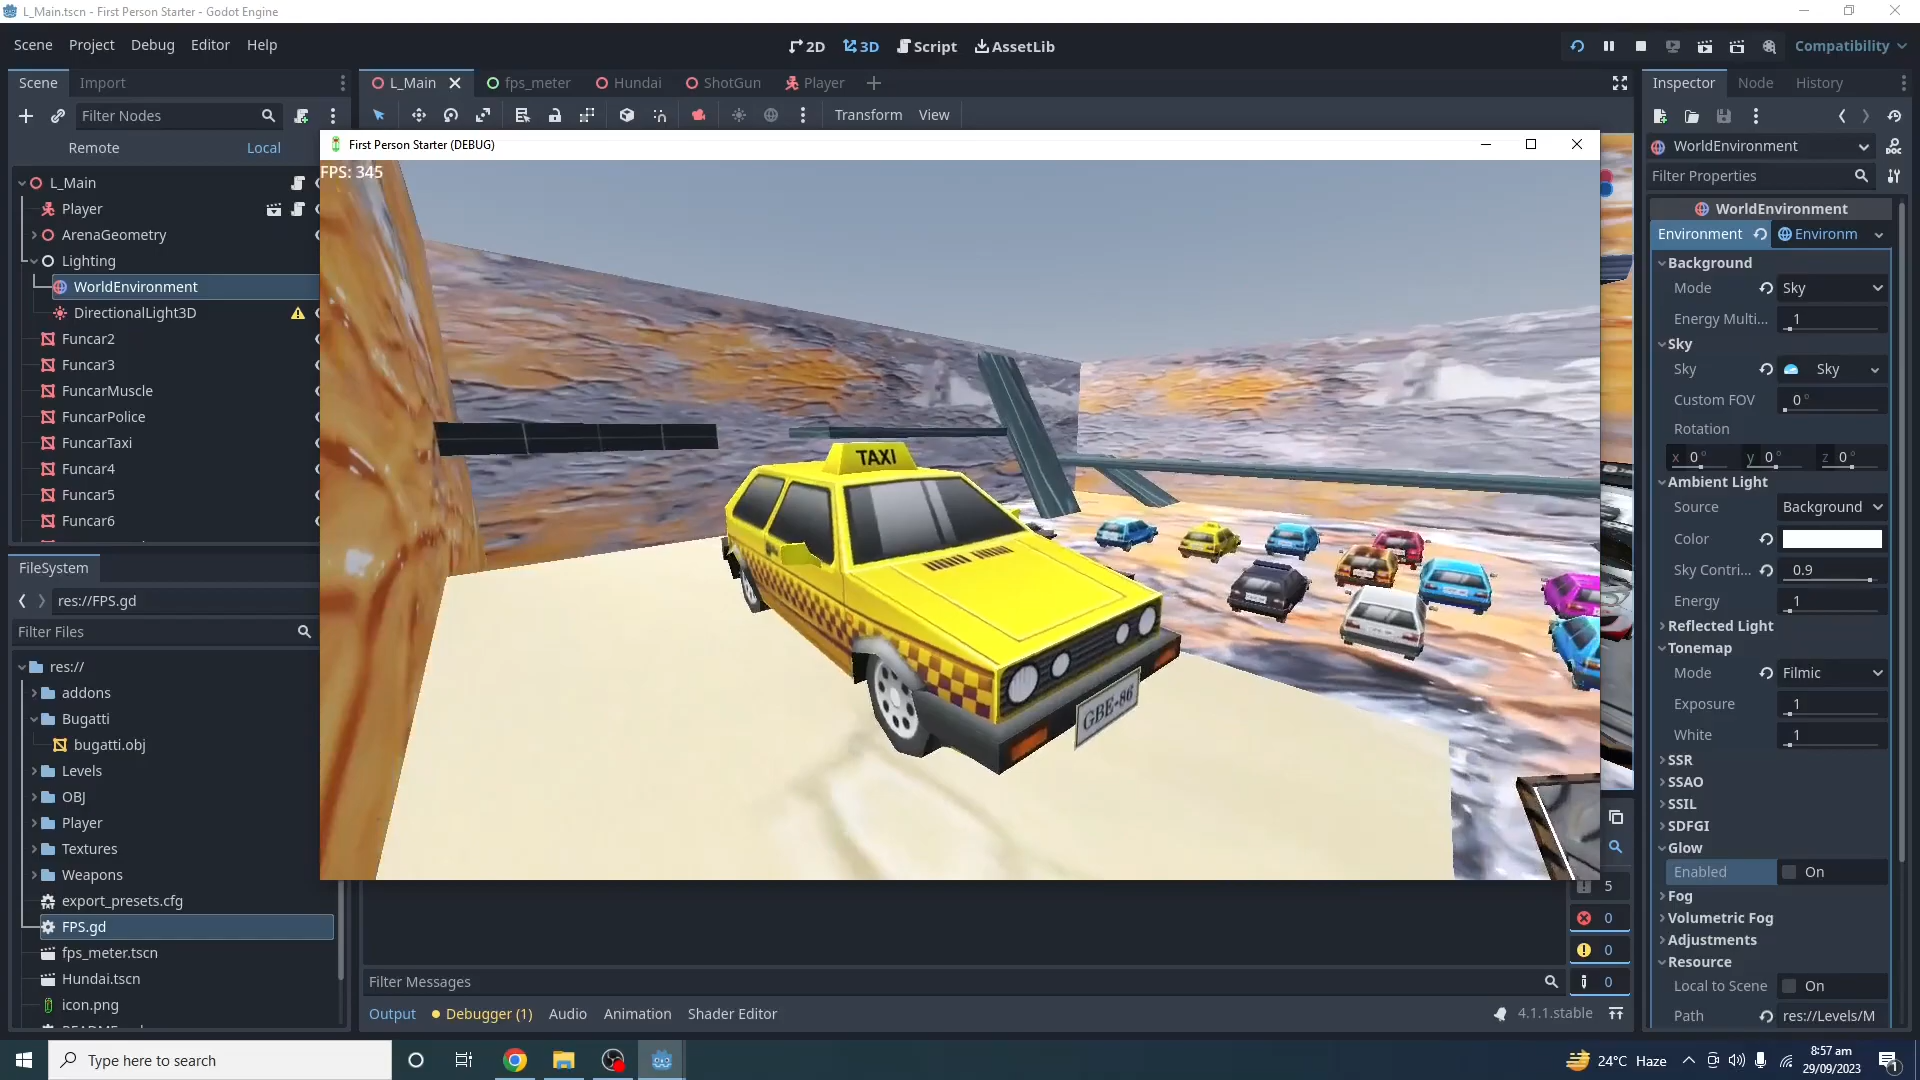 L_Main.tscn - First Person Starter - Godot Engine
Scene Project Debug Editor Help
2D 3D Script AssetLib
Compatibility
Scene Import
L_Main fps_meter Hundai ShotGun Player
Inspector Node History
Filter Nodes
Transform View
Remote Local
First Person Starter (DEBUG)
WorldEnvironment
FPS: 345
Filter Properties
L_Main
Player
ArenaGeometry
Lighting
WorldEnvironment
DirectionalLight3D
Funcar2
Funcar3
FuncarMuscle
FuncarPolice
FuncarTaxi
Funcar4
Funcar5
Funcar6
TAXI
GBE-86
WorldEnvironment
Environment Environm
Background
Mode Sky
Energy Multi... 1
Sky
Sky Sky
Custom FOV 0 °
Rotation
x 0 ° y 0 ° z 0 °
Ambient Light
Source Background
Color
Sky Contri... 0.9
Energy 1
Reflected Light
Tonemap
Mode Filmic
Exposure 1
White 1
SSR
SSAO
SSIL
SDFGI
Glow
Enabled On
Fog
Volumetric Fog
Adjustments
Resource
Local to Scene On
Path res://Levels/M
FileSystem
res://FPS.gd
Filter Files
res://
addons
Bugatti
bugatti.obj
Levels
OBJ
Player
Textures
Weapons
export_presets.cfg
FPS.gd
fps_meter.tscn
Hundai.tscn
icon.png
5
0
0
0
Filter Messages
Output Debugger (1) Audio Animation Shader Editor
4.1.1.stable
Type here to search
24°C Haze
8:57 am
29/09/2023
1